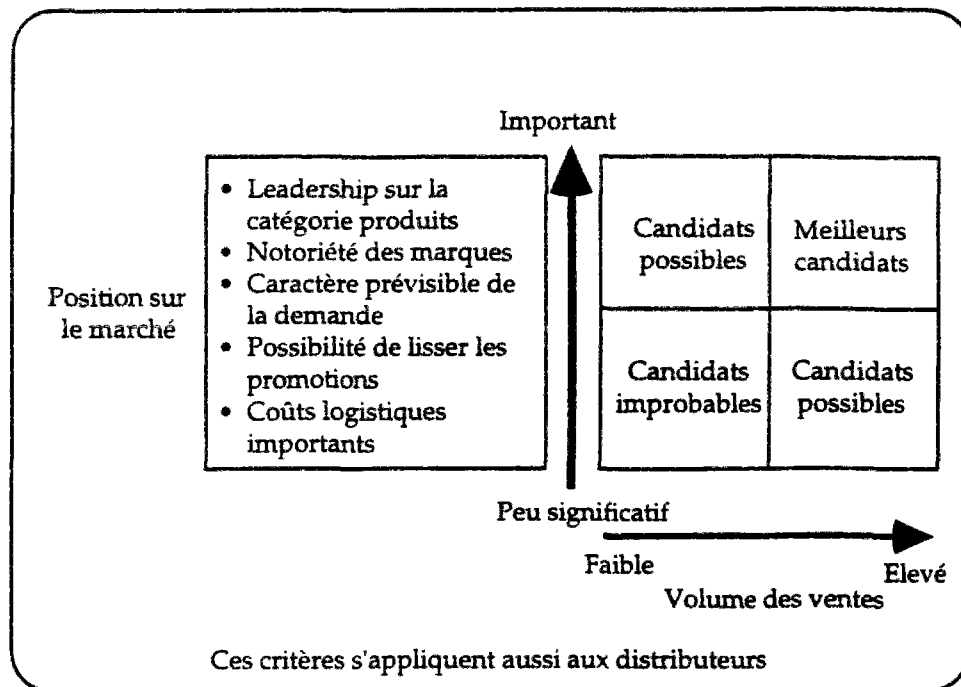 Important
Position sur
le marché
• Leadership sur la
catégorie produits
• Notoriété des marques
• Caractère prévisible de
la demande
• Possibilité de lisser les
promotions
• Coûts logistiques
importants
Candidats
possibles
Meilleurs
candidats
Candidats
improbables
Candidats
possibles
Peu significatif
Faible
Elevé
Volume des ventes
Ces critères s'appliquent aussi aux distributeurs